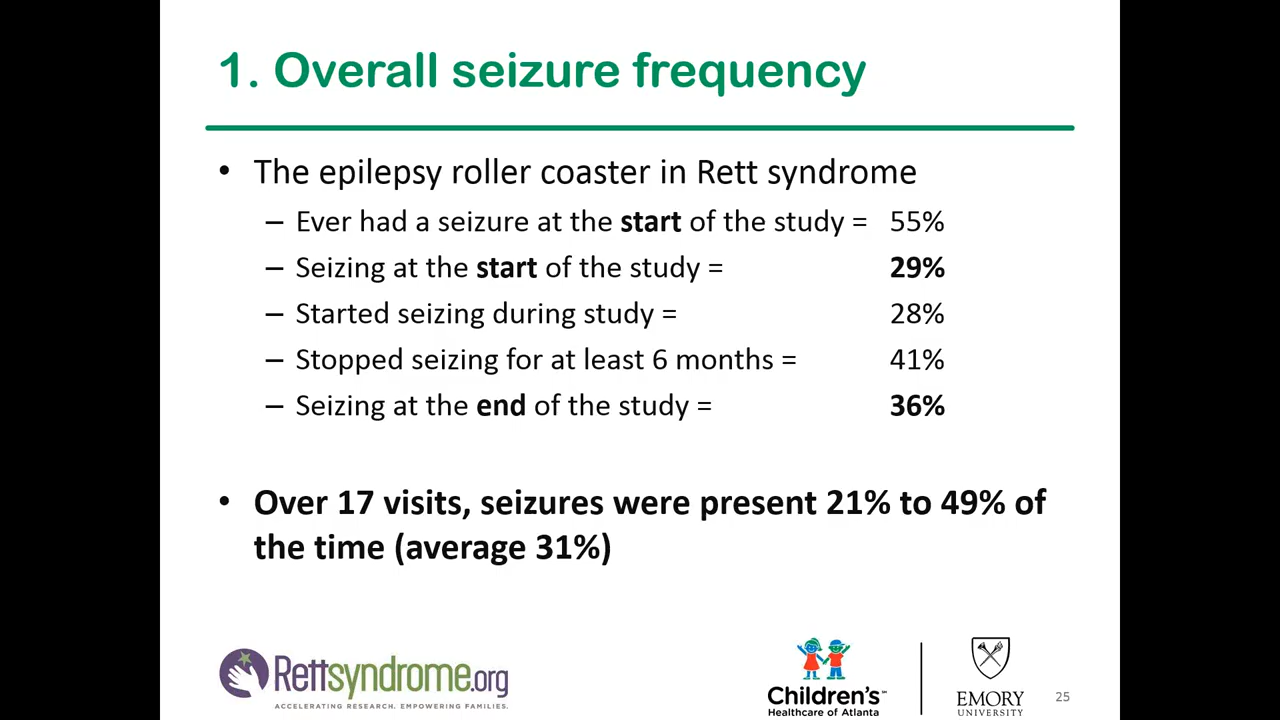 1. Overall seizure frequency
• The epilepsy roller coaster in Rett syndrome
– Ever had a seizure at the start of the study = 55%
– Seizing at the start of the study = 29%
– Started seizing during study = 28%
– Stopped seizing for at least 6 months = 41%
– Seizing at the end of the study = 36%
• Over 17 visits, seizures were present 21% to 49% of
the time (average 31%)
Rettsyndrome.org
ACCELERATING RESEARCH. EMPOWERING FAMILIES.
Children's™
Healthcare of Atlanta
EMORY
UNIVERSITY
25